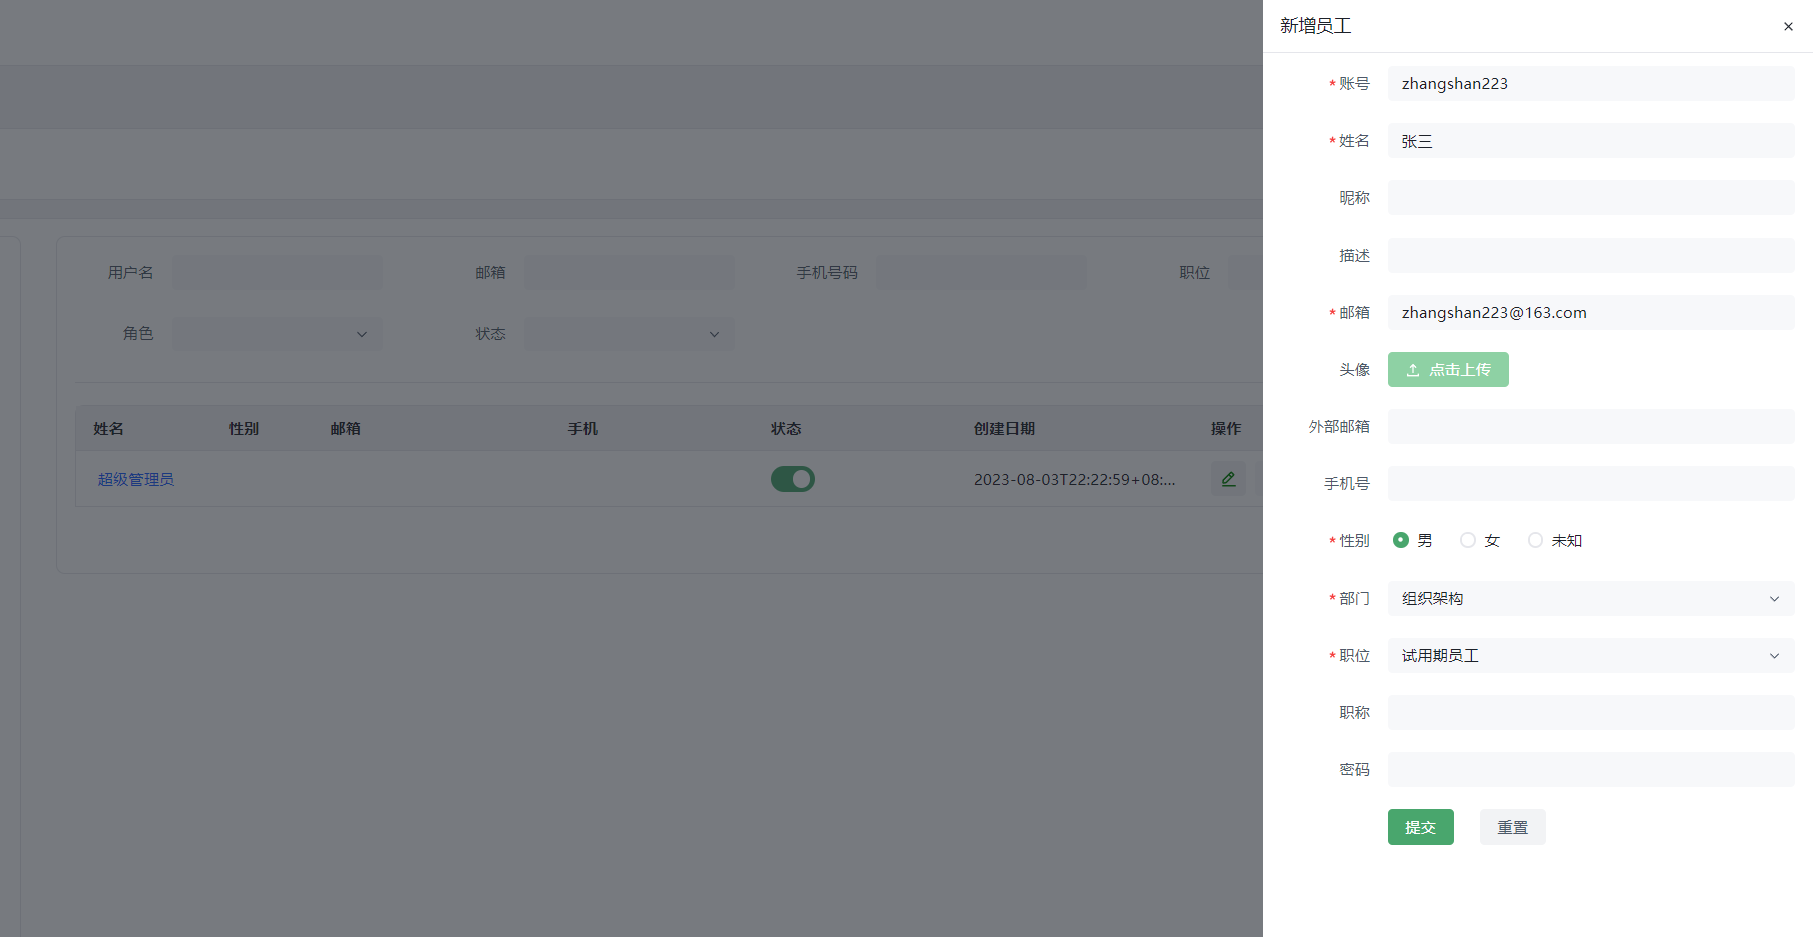 用户名
邮箱
手机号码
职位
角色
状态
姓名 性别 邮箱 手机 状态 创建日期 操作
超级管理员 2023-08-03T22:22:59+08:...
新增员工
* 账号 zhangshan223
* 姓名 张三
昵称
描述
* 邮箱 zhangshan223@163.com
头像 点击上传
外部邮箱
手机号
* 性别 男 女 未知
* 部门 组织架构
* 职位 试用期员工
职称
密码
提交 重置